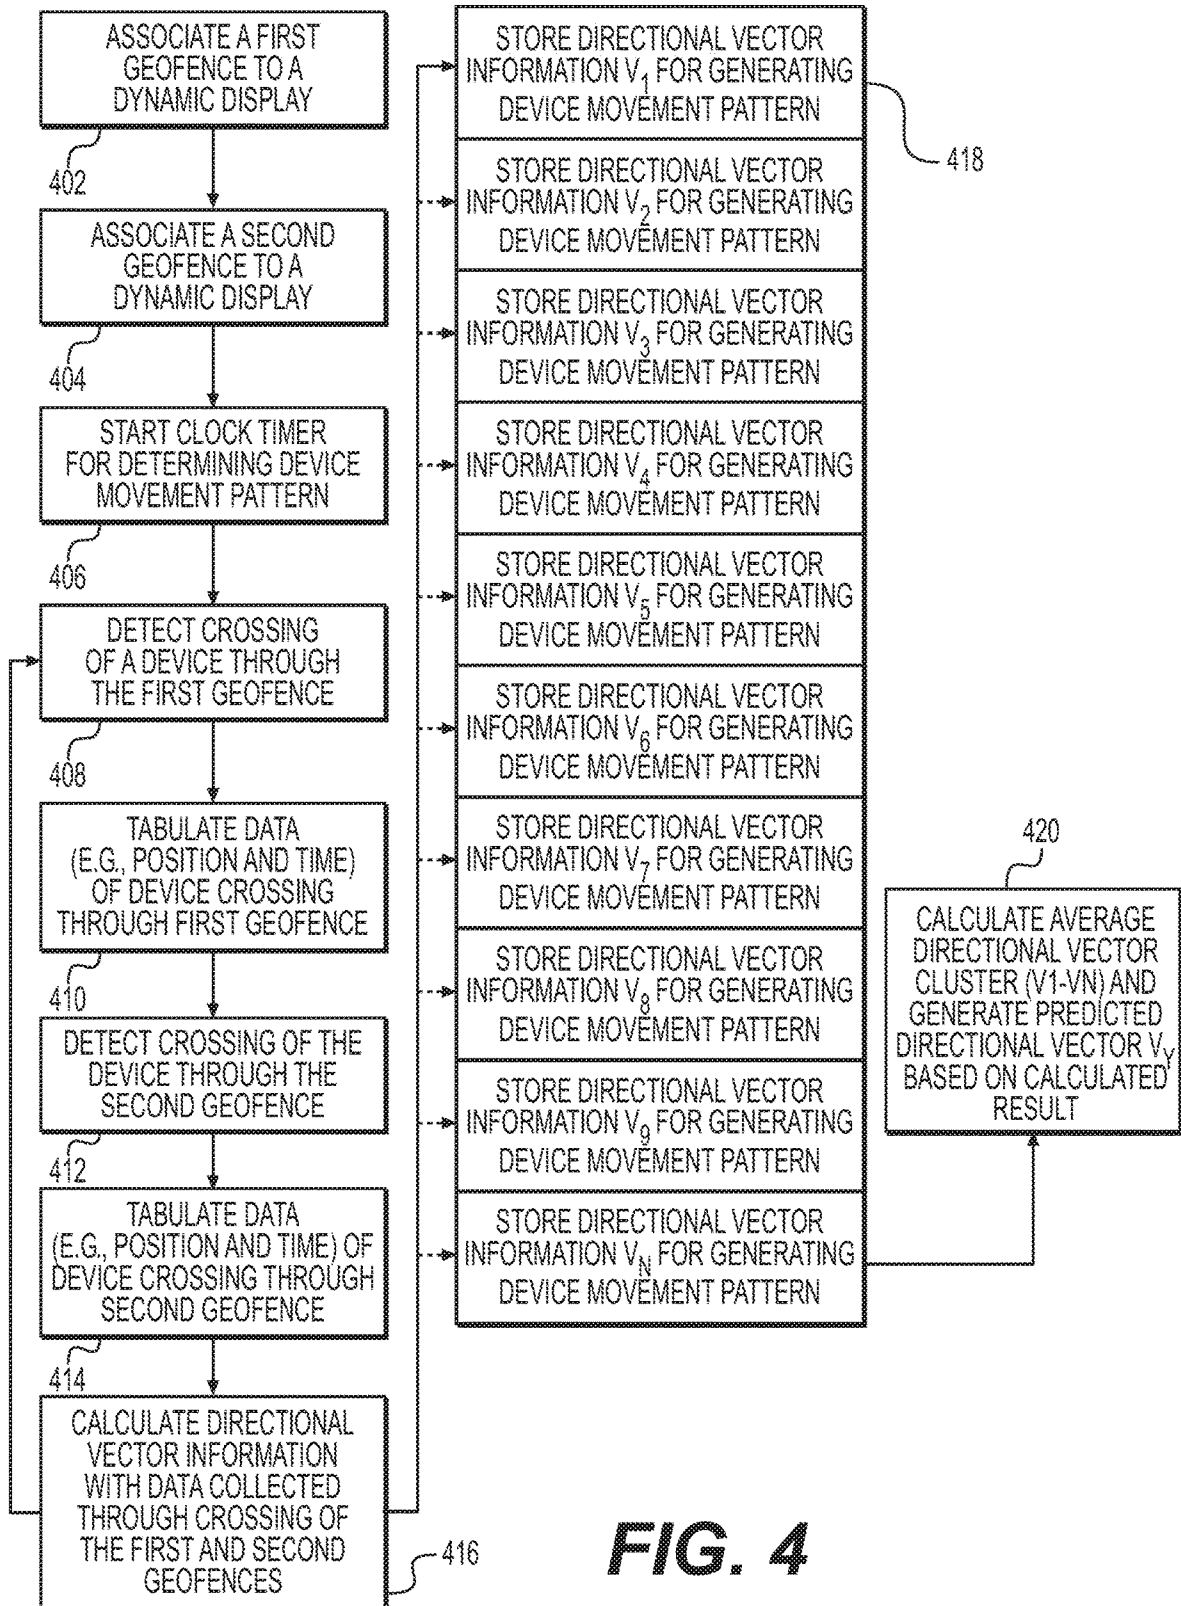 ASSOCIATE A FIRST
GEOFENCE TO A
DYNAMIC DISPLAY
402
ASSOCIATE A SECOND
GEOFENCE TO A
DYNAMIC DISPLAY
404
START CLOCK TIMER
FOR DETERMINING DEVICE
MOVEMENT PATTERN
406
DETECT CROSSING
OF A DEVICE THROUGH
THE FIRST GEOFENCE
408
TABULATE DATA
(E.G., POSITION AND TIME)
OF DEVICE CROSSING
THROUGH FIRST GEOFENCE
410
DETECT CROSSING OF THE
DEVICE THROUGH THE
SECOND GEOFENCE
412
TABULATE DATA
(E.G., POSITION AND TIME) OF
DEVICE CROSSING THROUGH
SECOND GEOFENCE
414
CALCULATE DIRECTIONAL
VECTOR INFORMATION
WITH DATA COLLECTED
THROUGH CROSSING OF
THE FIRST AND SECOND
GEOFENCES
416
STORE DIRECTIONAL VECTOR
INFORMATION V1 FOR GENERATING
DEVICE MOVEMENT PATTERN
418
STORE DIRECTIONAL VECTOR
INFORMATION V2 FOR GENERATING
DEVICE MOVEMENT PATTERN
STORE DIRECTIONAL VECTOR
INFORMATION V3 FOR GENERATING
DEVICE MOVEMENT PATTERN
STORE DIRECTIONAL VECTOR
INFORMATION V4 FOR GENERATING
DEVICE MOVEMENT PATTERN
STORE DIRECTIONAL VECTOR
INFORMATION V5 FOR GENERATING
DEVICE MOVEMENT PATTERN
STORE DIRECTIONAL VECTOR
INFORMATION V6 FOR GENERATING
DEVICE MOVEMENT PATTERN
STORE DIRECTIONAL VECTOR
INFORMATION V7 FOR GENERATING
DEVICE MOVEMENT PATTERN
STORE DIRECTIONAL VECTOR
INFORMATION V8 FOR GENERATING
DEVICE MOVEMENT PATTERN
STORE DIRECTIONAL VECTOR
INFORMATION V9 FOR GENERATING
DEVICE MOVEMENT PATTERN
STORE DIRECTIONAL VECTOR
INFORMATION VN FOR GENERATING
DEVICE MOVEMENT PATTERN
420
CALCULATE AVERAGE
DIRECTIONAL VECTOR
CLUSTER (V1-VN) AND
GENERATE PREDICTED
DIRECTIONAL VECTOR VY
BASED ON CALCULATED
RESULT
FIG. 4